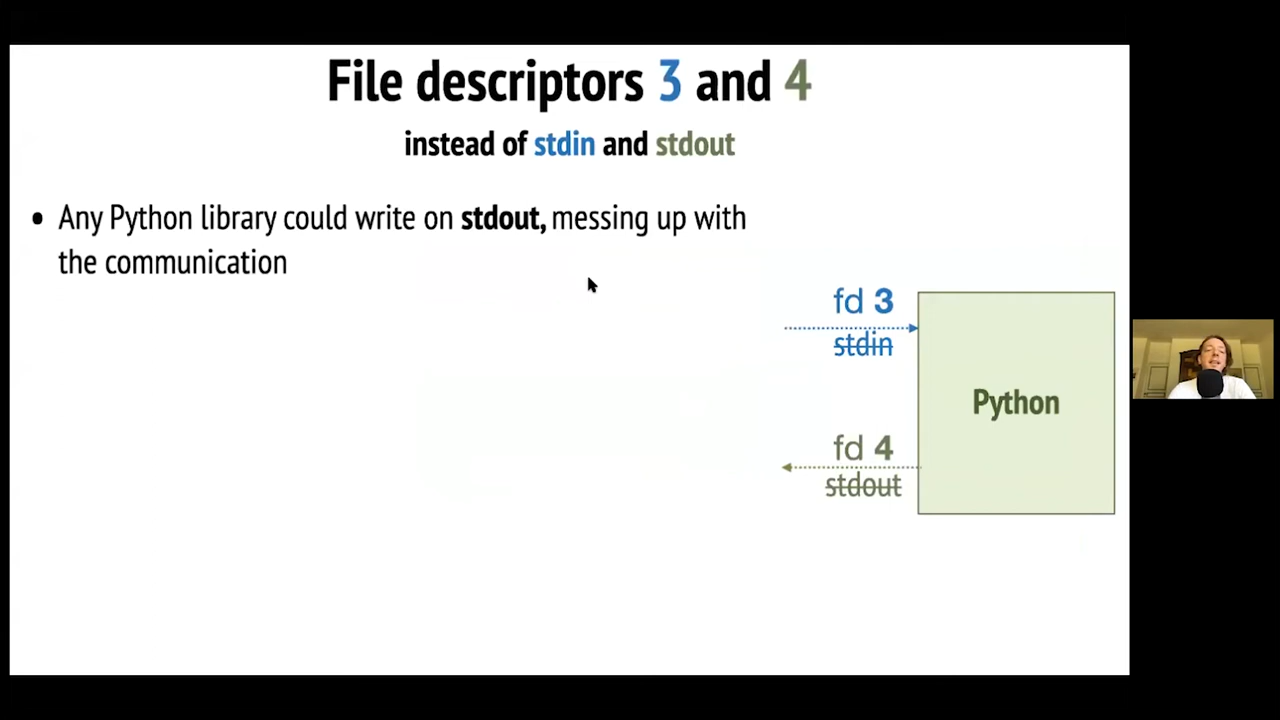 File descriptors 3 and 4
instead of stdin and stdout
• Any Python library could write on stdout, messing up with
the communication
fd 3
stdin
Python
fd 4
stdout